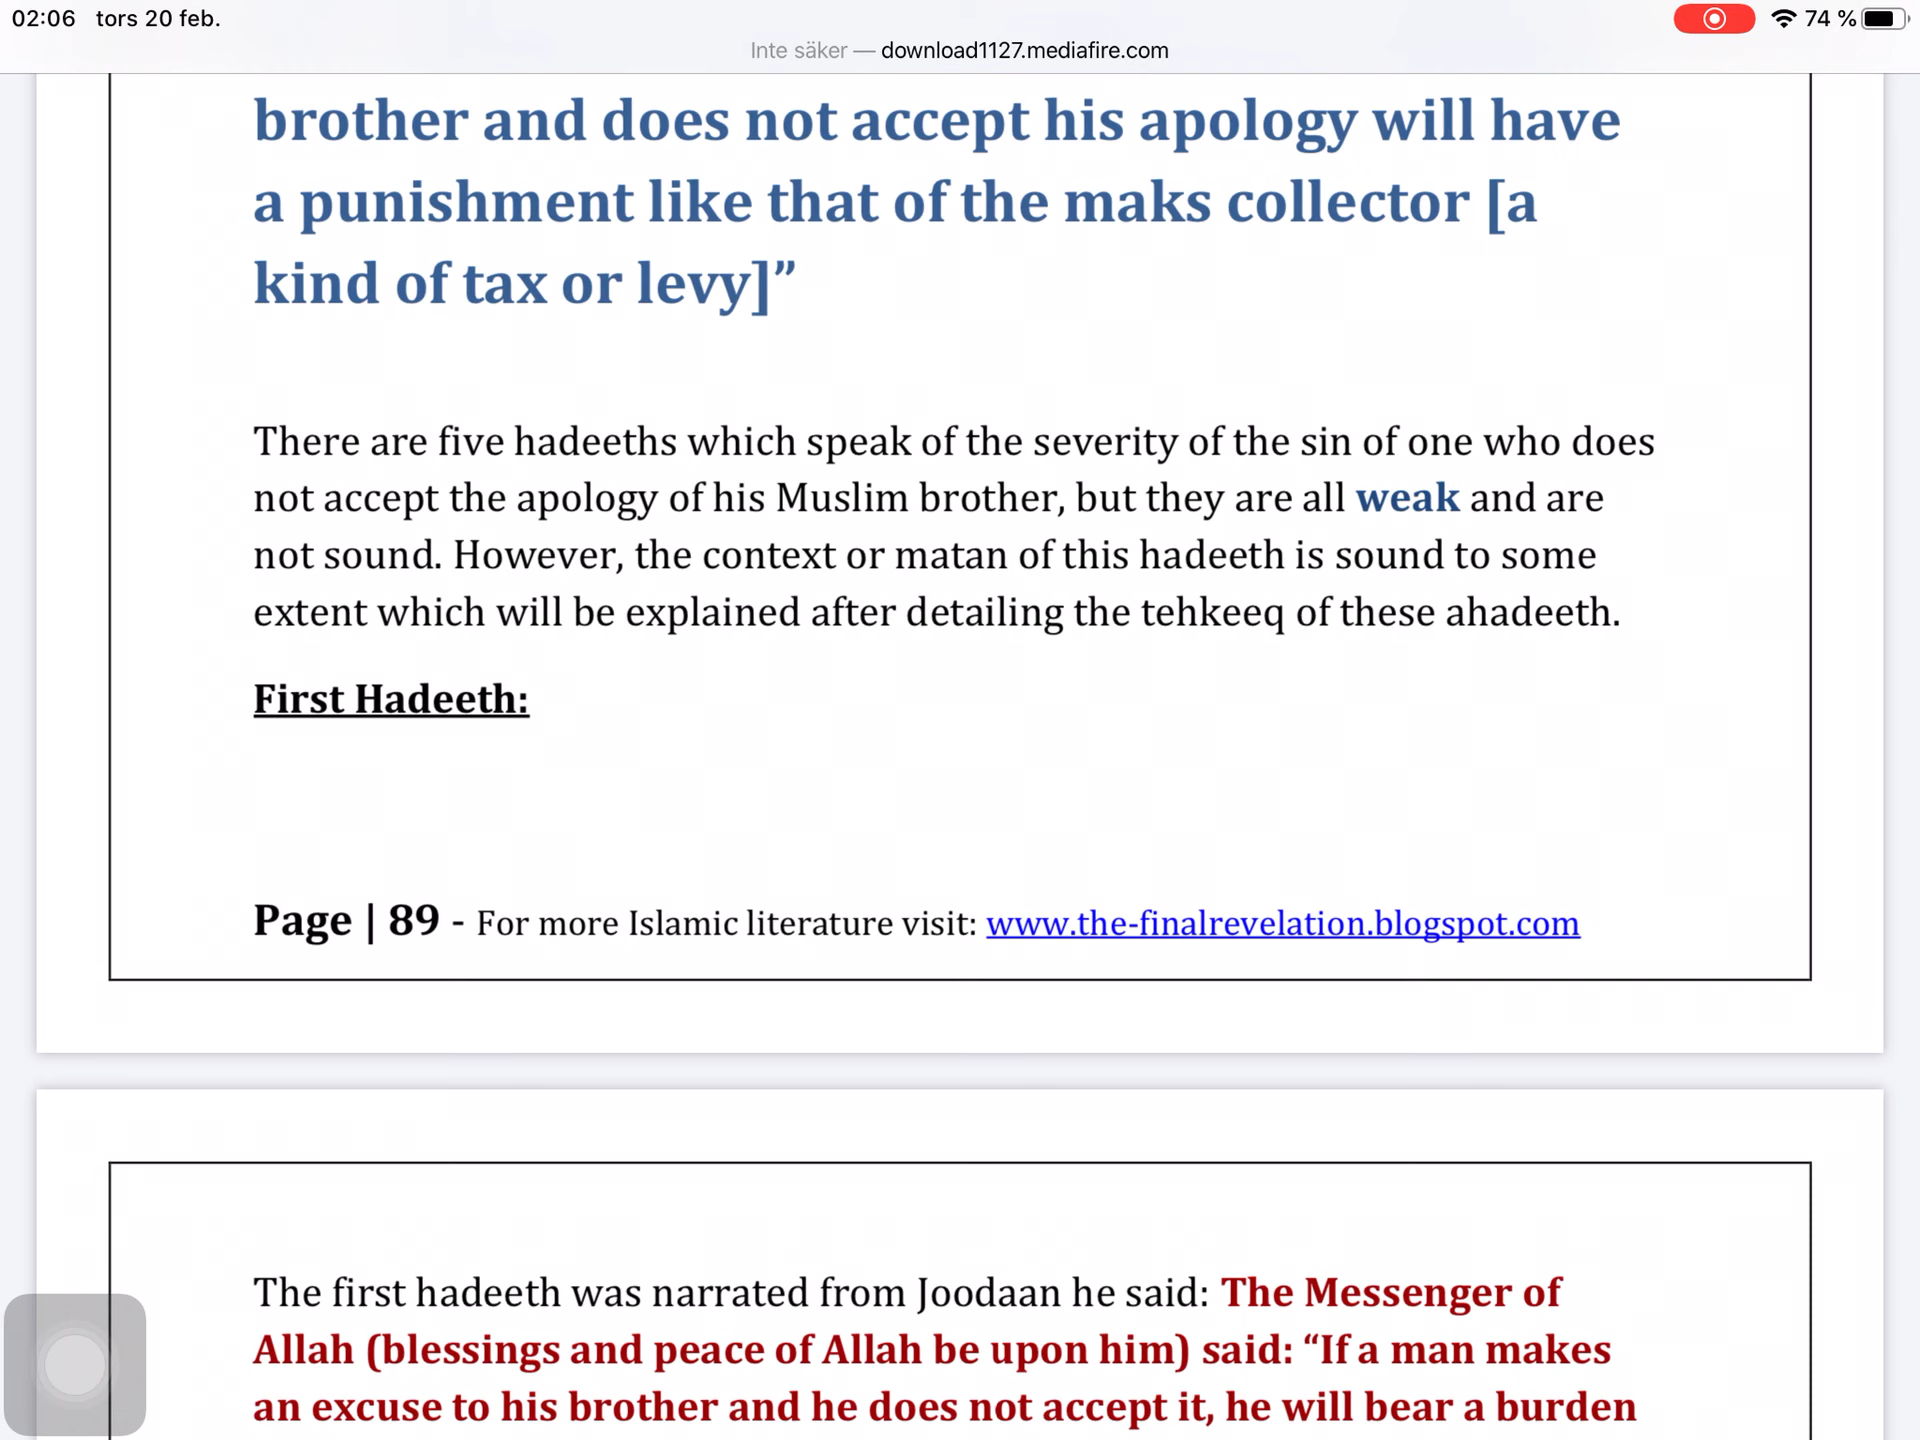 02:06 tors 20 feb.
74 %
Inte säker — download1127.mediafire.com
brother and does not accept his apology will have
a punishment like that of the maks collector [a
kind of tax or levy]”
There are five hadeeths which speak of the severity of the sin of one who does
not accept the apology of his Muslim brother, but they are all weak and are
not sound. However, the context or matan of this hadeeth is sound to some
extent which will be explained after detailing the tehkeeq of these ahadeeth.
First Hadeeth:
Page | 89 - For more Islamic literature visit: www.the-finalrevelation.blogspot.com
The first hadeeth was narrated from Joodaan he said: The Messenger of
Allah (blessings and peace of Allah be upon him) said: “If a man makes
an excuse to his brother and he does not accept it, he will bear a burden